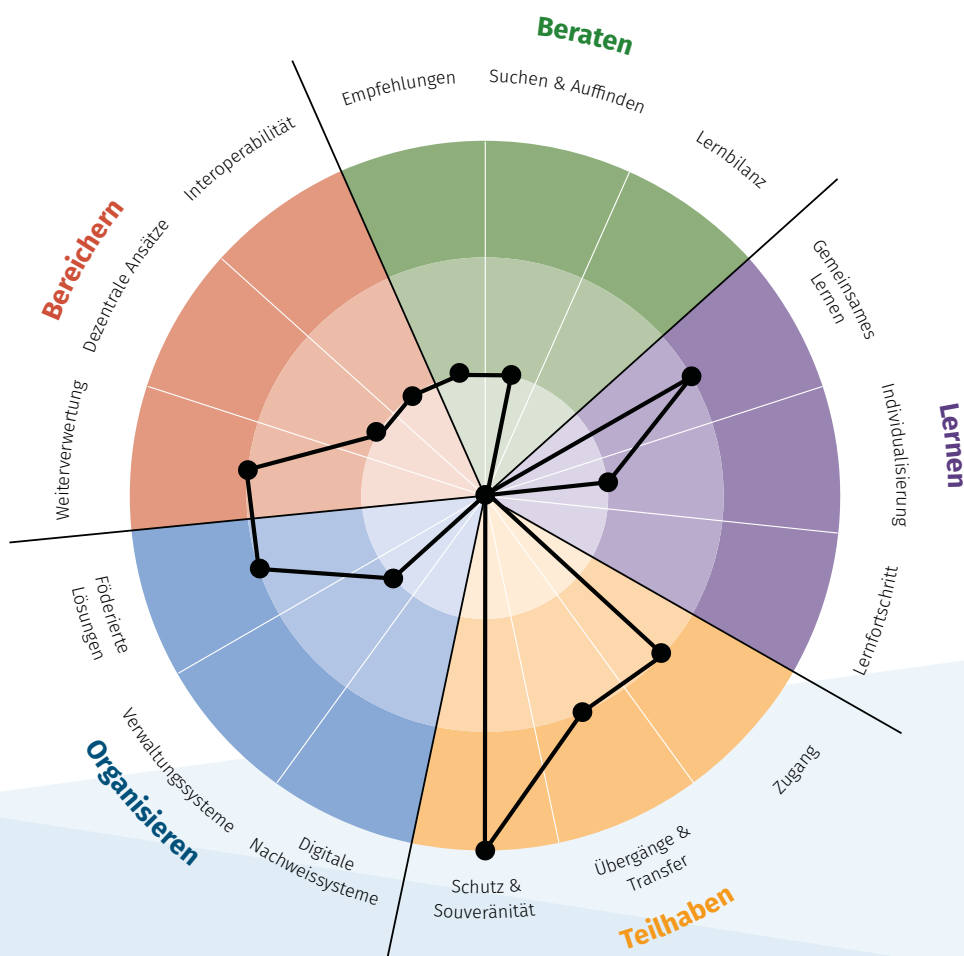 Beraten
Empfehlungen
Suchen & Auffinden
Lernbilanz
Lernen
Gemeinsames
Lernen
Individualisierung
Lernfortschritt
Teilhaben
Zugang
Übergänge &
Transfer
Schutz &
Souveränität
Organisieren
Digitale
Nachweissysteme
Verwaltungssysteme
Föderierte
Lösungen
Bereichern
Weiterverwertung
Dezentrale Ansätze
Interoperabilität